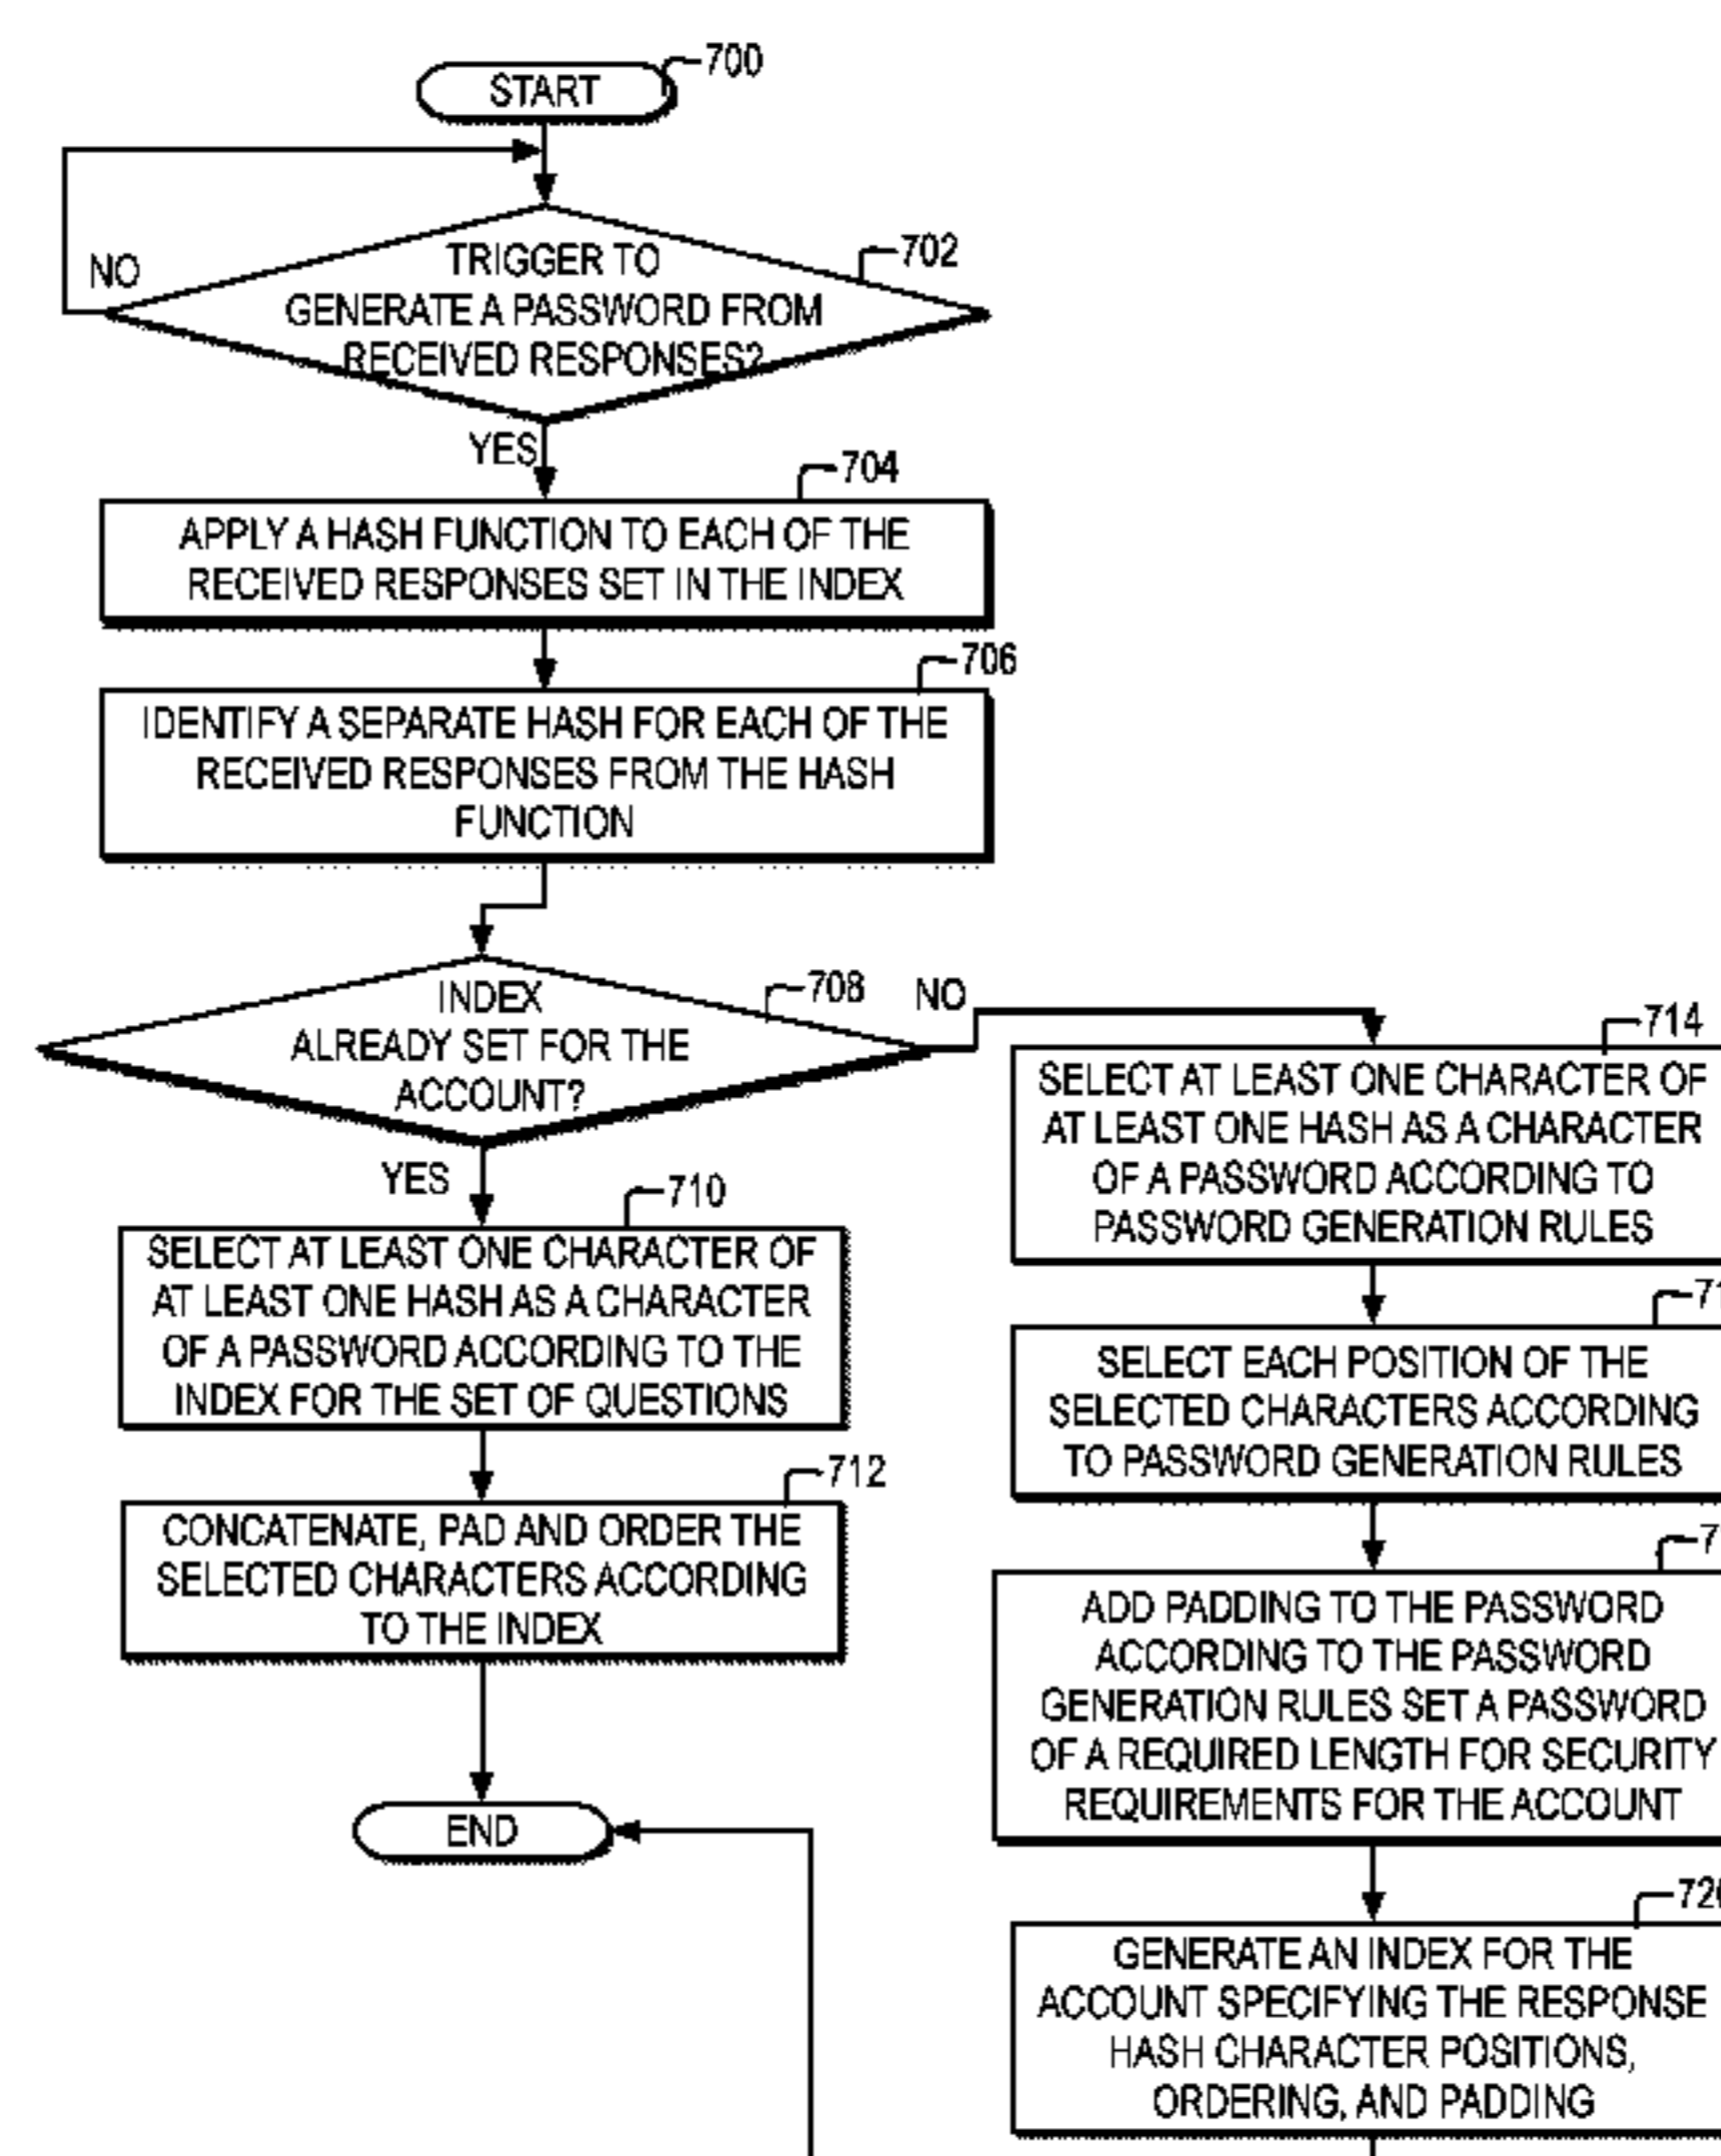 START
700
NO
TRIGGER TO
GENERATE A PASSWORD FROM
RECEIVED RESPONSES?
702
YES
704
APPLY A HASH FUNCTION TO EACH OF THE
RECEIVED RESPONSES SET IN THE INDEX
706
IDENTIFY A SEPARATE HASH FOR EACH OF THE
RECEIVED RESPONSES FROM THE HASH
FUNCTION
INDEX
ALREADY SET FOR THE
ACCOUNT?
708
NO
YES
710
SELECT AT LEAST ONE CHARACTER OF
AT LEAST ONE HASH AS A CHARACTER
OF A PASSWORD ACCORDING TO THE
INDEX FOR THE SET OF QUESTIONS
712
CONCATENATE, PAD AND ORDER THE
SELECTED CHARACTERS ACCORDING
TO THE INDEX
END
714
SELECT AT LEAST ONE CHARACTER OF
AT LEAST ONE HASH AS A CHARACTER
OF A PASSWORD ACCORDING TO
PASSWORD GENERATION RULES
SELECT EACH POSITION OF THE
SELECTED CHARACTERS ACCORDING
TO PASSWORD GENERATION RULES
ADD PADDING TO THE PASSWORD
ACCORDING TO THE PASSWORD
GENERATION RULES SET A PASSWORD
OF A REQUIRED LENGTH FOR SECURITY
REQUIREMENTS FOR THE ACCOUNT
GENERATE AN INDEX FOR THE
ACCOUNT SPECIFYING THE RESPONSE
HASH CHARACTER POSITIONS,
ORDERING, AND PADDING